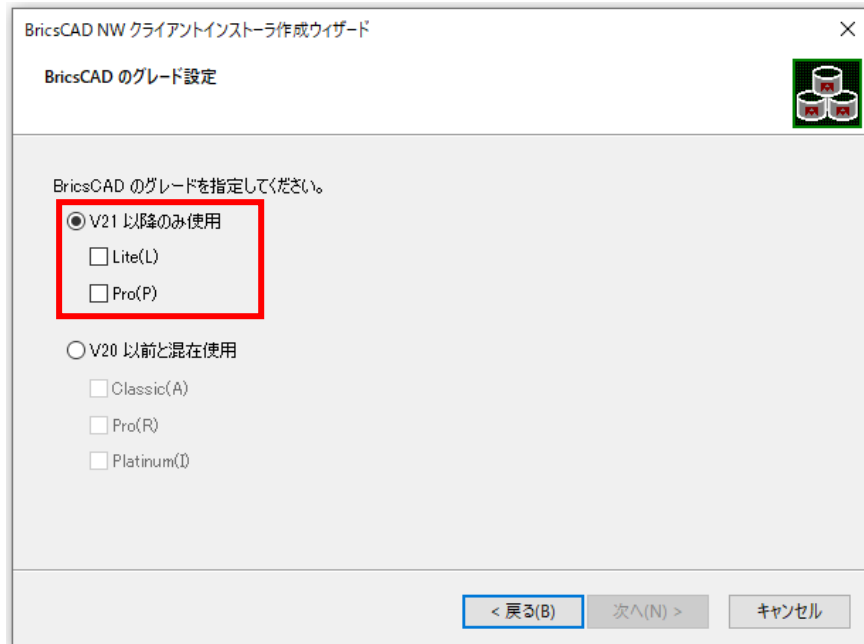 BricsCAD NW クライアントインストーラ作成ウィザード
BricsCAD のグレード設定
BricsCAD のグレードを指定してください。
V21 以降のみ使用
Lite(L)
Pro(P)
V20 以前と混在使用
Classic(A)
Pro(R)
Platinum(I)
< 戻る(B) 次へ(N) > キャンセル